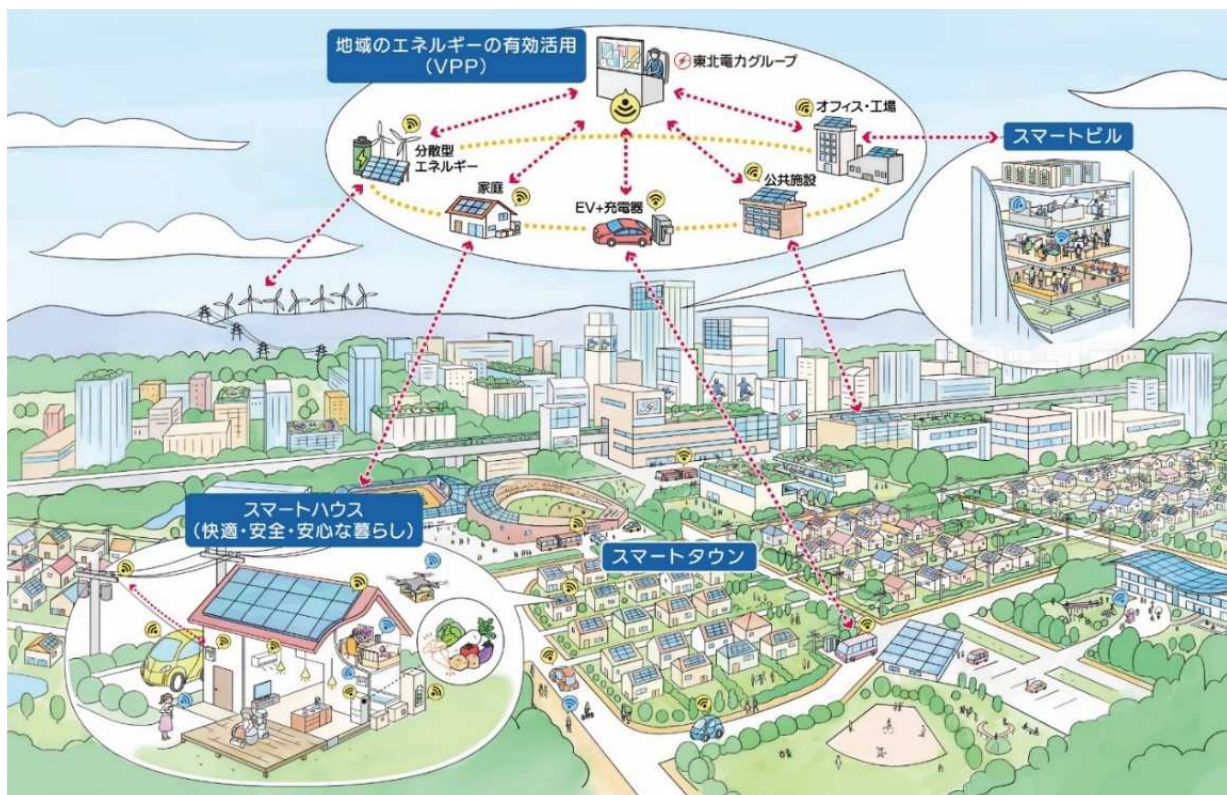 地域のエネルギーの有効活用
(VPP)
東北電力グループ
オフィス・工場
スマートビル
分散型
エネルギー
家庭
EV+充電器
公共施設
スマートハウス
(快適・安全・安心な暮らし)
スマートタウン